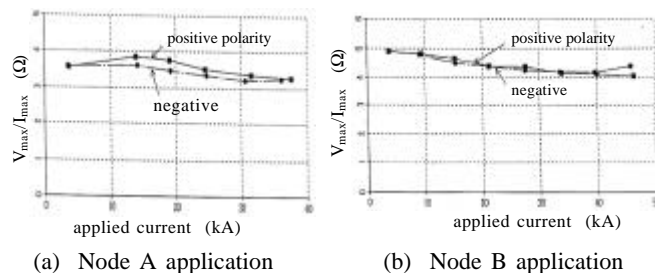 positive polarity
negative
V_max/I_max (Ω)
applied current (kA)
(a) Node A application
positive polarity
negative
V_max/I_max (Ω)
applied current (kA)
(b) Node B application